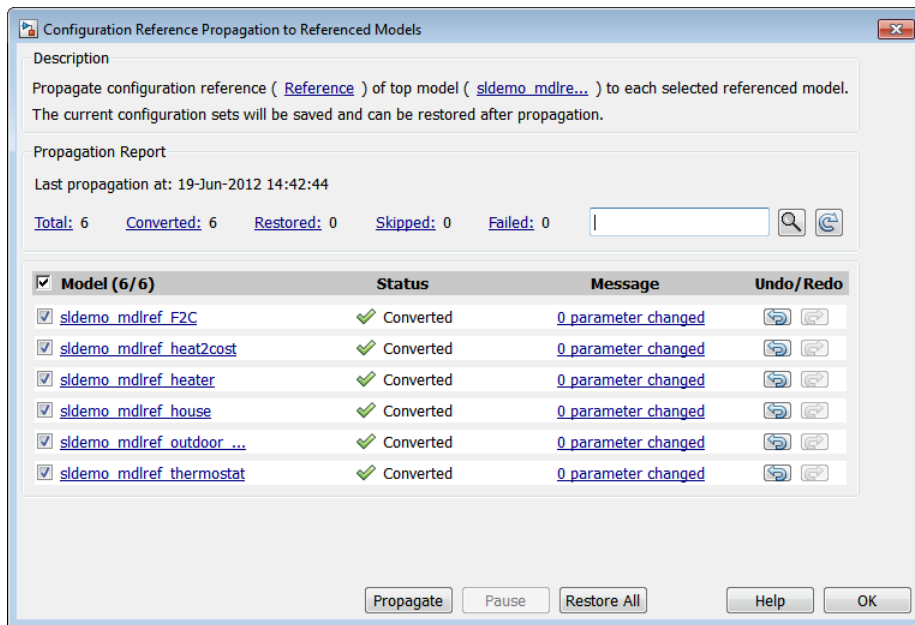 Configuration Reference Propagation to Referenced Models
Description
Propagate configuration reference ( Reference ) of top model ( sldemo_mdlre... ) to each selected referenced model.
The current configuration sets will be saved and can be restored after propagation.
Propagation Report
Last propagation at: 19-Jun-2012 14:42:44
Total: 6 Converted: 6 Restored: 0 Skipped: 0 Failed: 0
Model (6/6) Status Message Undo/Redo
sldemo_mdlref_F2C Converted 0 parameter changed
sldemo_mdlref_heat2cost Converted 0 parameter changed
sldemo_mdlref_heater Converted 0 parameter changed
sldemo_mdlref_house Converted 0 parameter changed
sldemo_mdlref_outdoor_... Converted 0 parameter changed
sldemo_mdlref_thermostat Converted 0 parameter changed
Propagate Pause Restore All Help OK